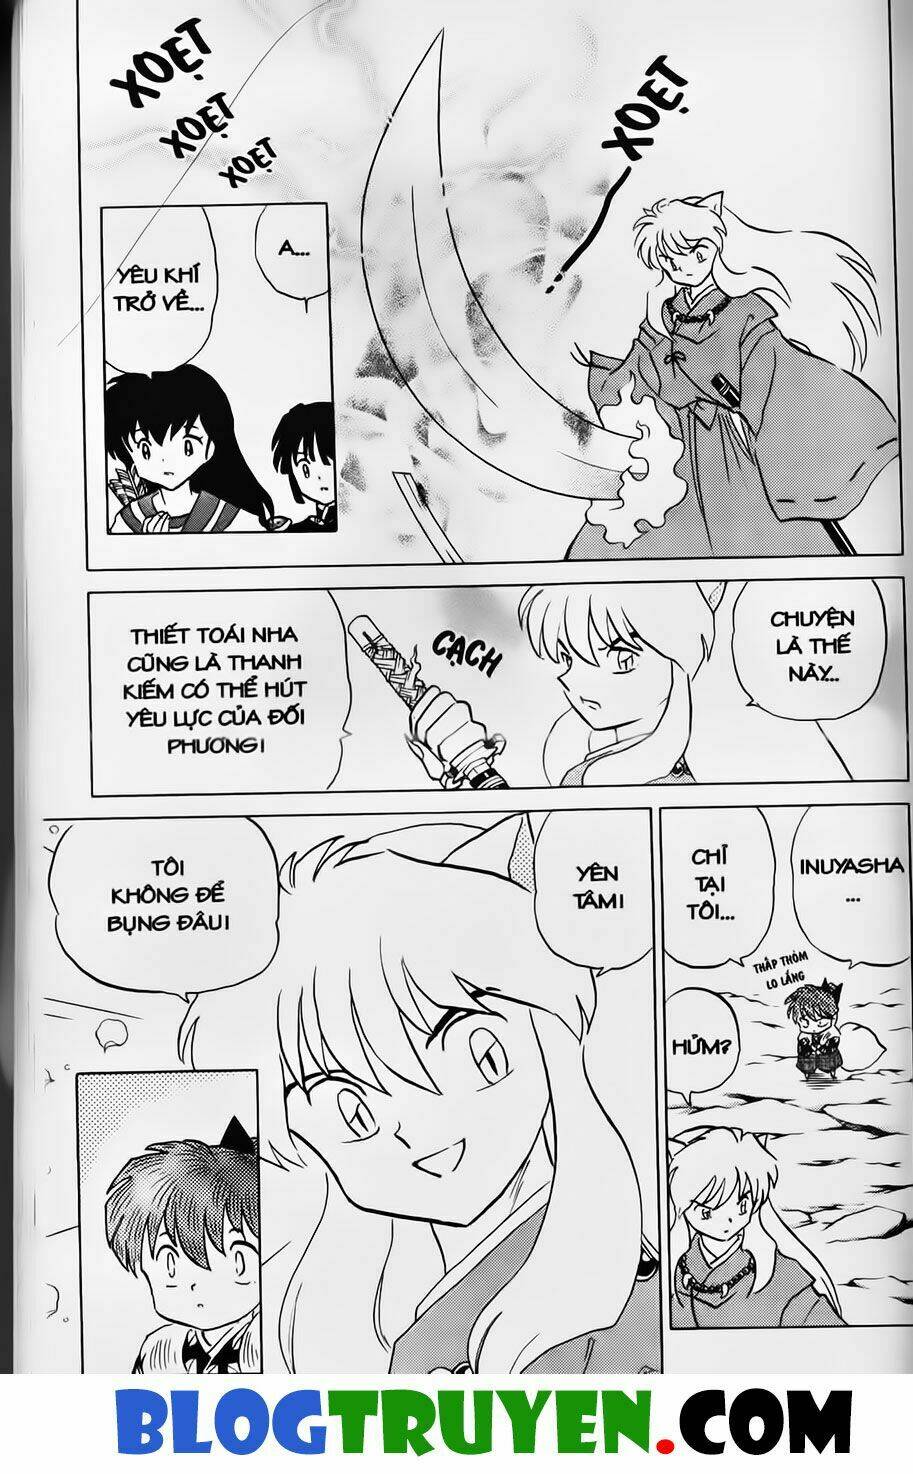 XOẸT
XOẸT
XOẸT
XOẸT
A...
YÊU KHÍ
TRỞ VỀ...
CHUYỆN
LÀ THẾ
NÀY...
CẠCH
THIẾT TOÁI NHA
CŨNG LÀ THANH
KIẾM CÓ THỂ HÚT
YÊU LỰC CỦA ĐỐI
PHƯƠNG!
INUYASHA
...
CHỈ
TẠI
TÔI...
THẤP THÒM
LO LẮNG
HỬM?
YÊN
TÂM!
TÔI
KHÔNG ĐỂ
BỤNG ĐÂU!
BLOGTRUYEN.COM